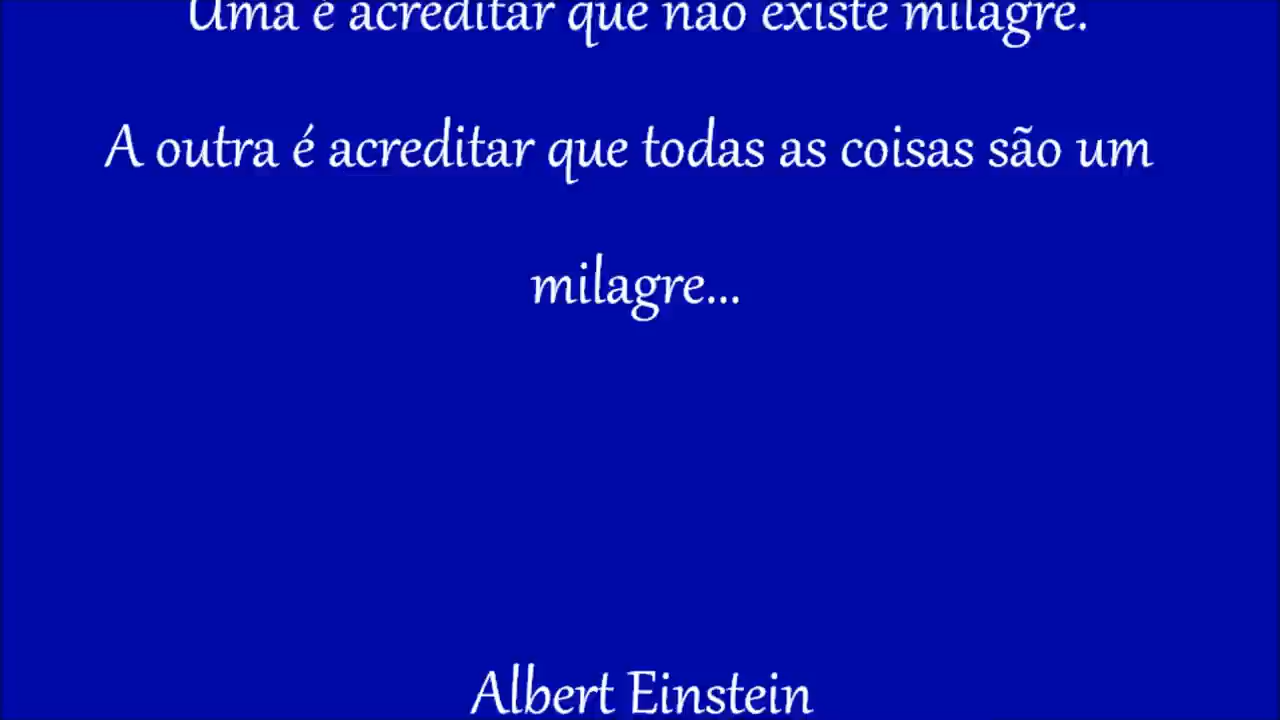 Uma é acreditar que não existe milagre.
A outra é acreditar que todas as coisas são um
milagre...
Albert Einstein